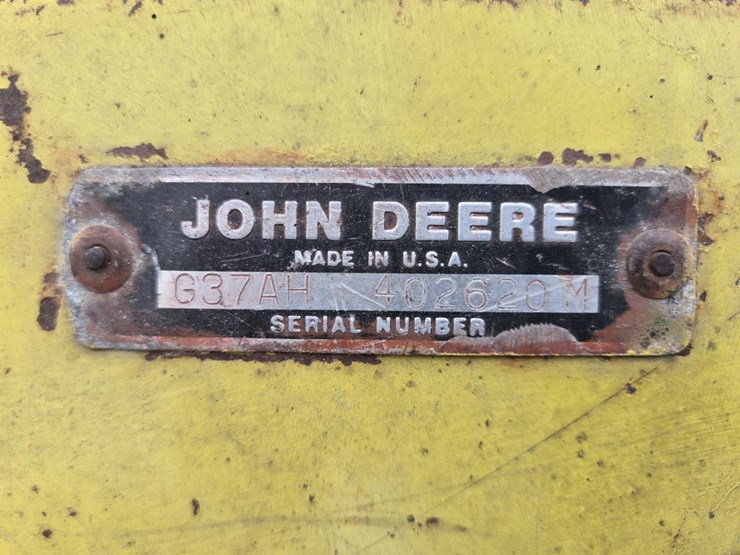 JOHN DEERE
MADE IN U.S.A.
G37AH 402620M
SERIAL NUMBER